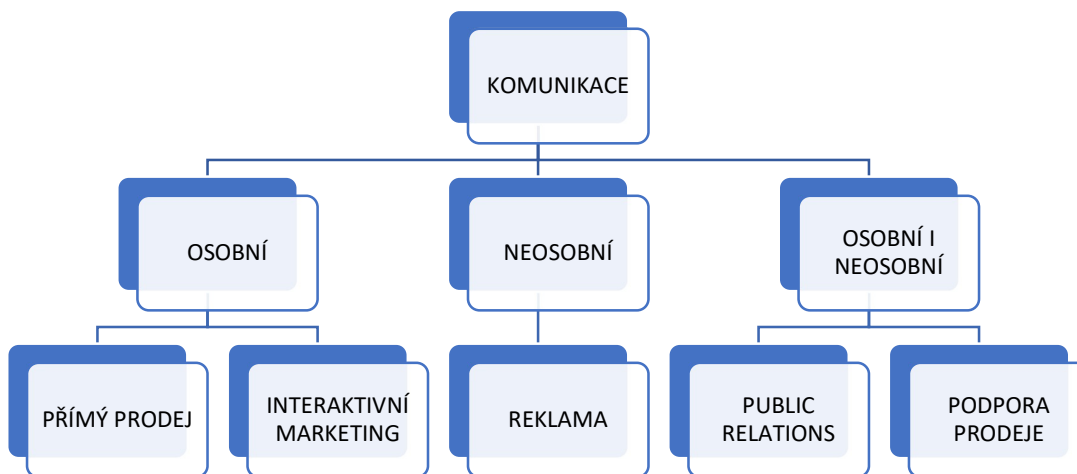 KOMUNIKACE
OSOBNÍ
NEOSOBNÍ
OSOBNÍ I
NEOSOBNÍ
PŘÍMÝ PRODEJ
INTERAKTIVNÍ
MARKETING
REKLAMA
PUBLIC
RELATIONS
PODPORA
PRODEJE